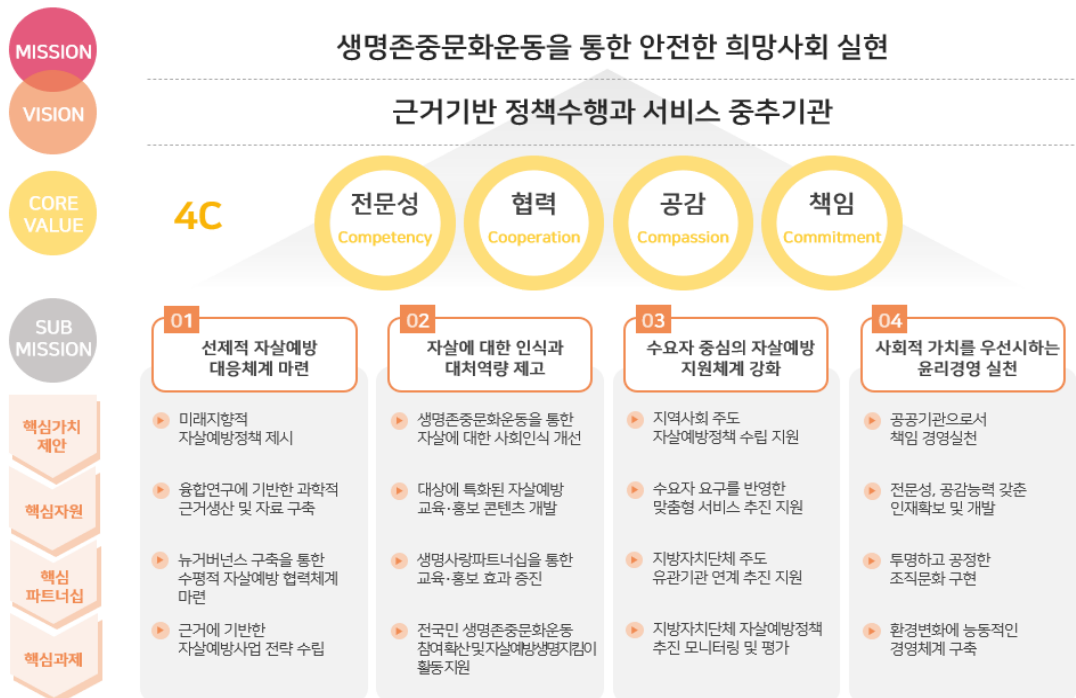 MISSION
생명존중문화운동을 통한 안전한 희망사회 실현
VISION
근거기반 정책수행과 서비스 중추기관
CORE
VALUE
4C
전문성
Competency
협력
Cooperation
공감
Compassion
책임
Commitment
SUB
MISSION
01
선제적 자살예방
대응체계 마련
02
자살에 대한 인식과
대처역량 제고
03
수요자 중심의 자살예방
지원체계 강화
04
사회적 가치를 우선시하는
윤리경영 실천
핵심가치
제안
미래지향적
자살예방정책 제시
생명존중문화운동을 통한
자살에 대한 사회인식 개선
지역사회 주도
자살예방정책 수립 지원
공공기관으로서
책임 경영실천
핵심자원
융합연구에 기반한 과학적
근거생산 및 자료 구축
대상에 특화된 자살예방
교육·홍보 콘텐츠 개발
수요자 요구를 반영한
맞춤형 서비스 추진 지원
전문성, 공감능력 갖춘
인재확보 및 개발
핵심
파트너십
뉴거버넌스 구축을 통한
수평적 자살예방 협력체계
마련
생명사랑파트너십을 통한
교육·홍보 효과 증진
지방자치단체 주도
유관기관 연계 추진 지원
투명하고 공정한
조직문화 구현
핵심과제
근거에 기반한
자살예방사업 전략 수립
전국민 생명존중문화운동
참여확산및자살예방생명지킴이
활동지원
지방자치단체 자살예방정책
추진 모니터링 및 평가
환경변화에 능동적인
경영체계 구축